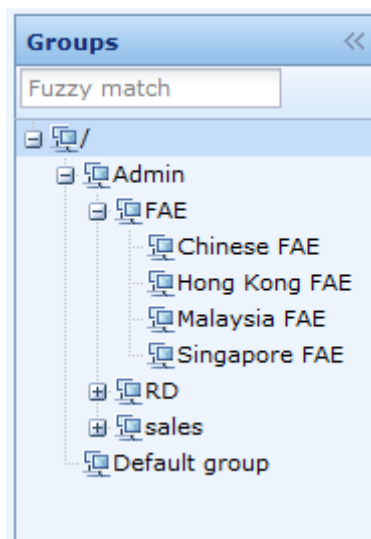 Groups
Fuzzy match
/
Admin
FAE
Chinese FAE
Hong Kong FAE
Malaysia FAE
Singapore FAE
RD
sales
Default group